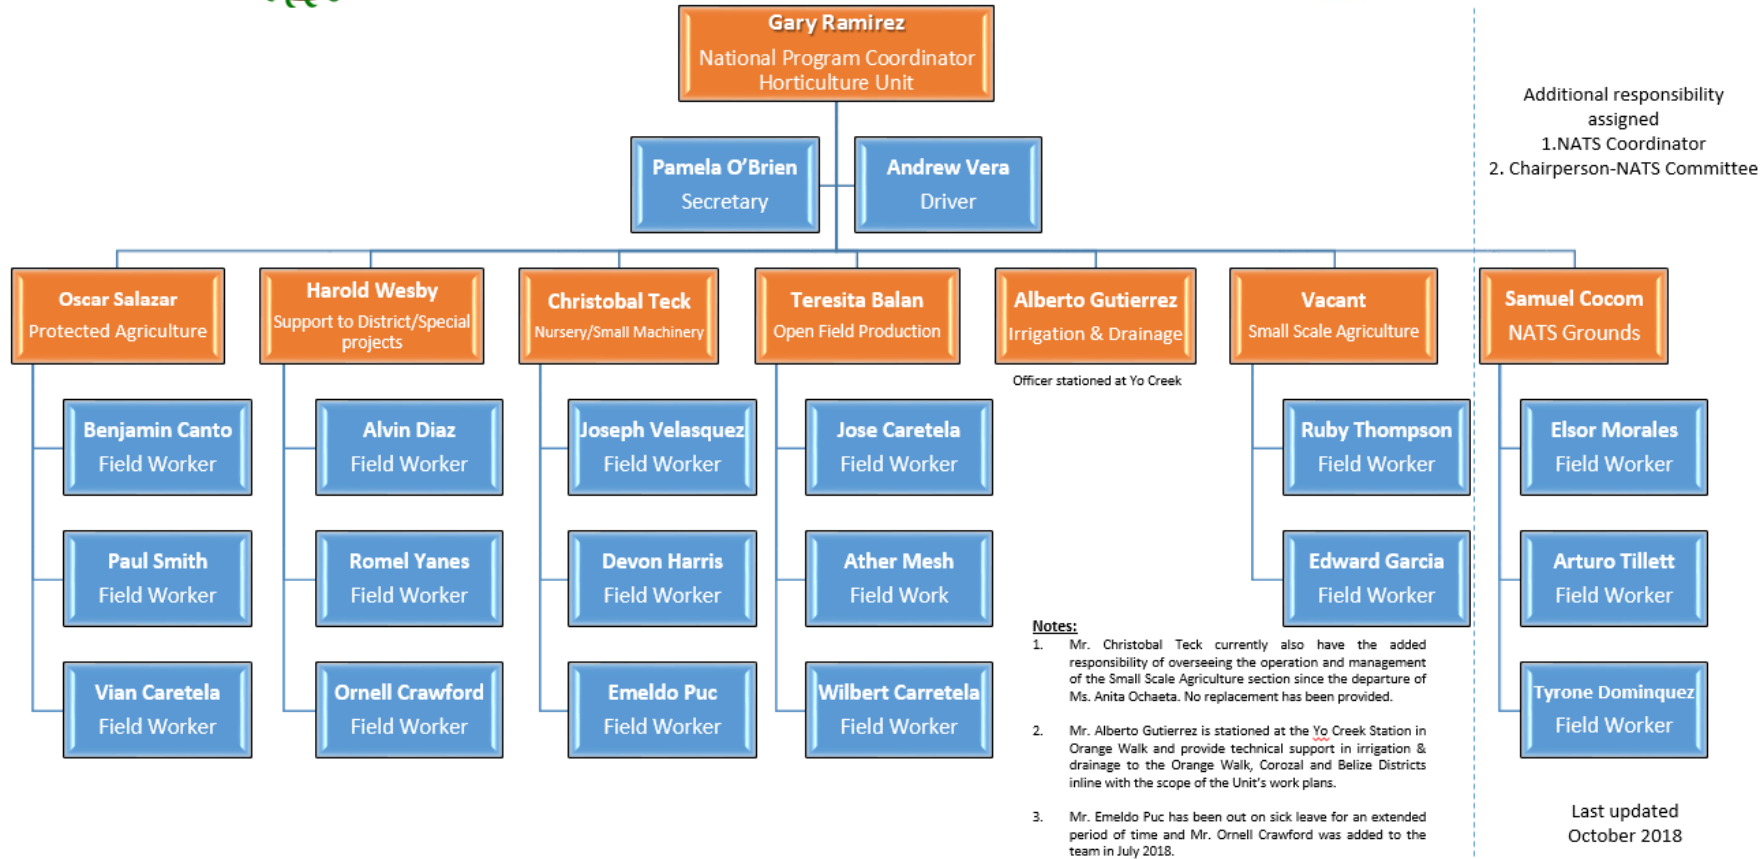 Gary Ramirez
National Program Coordinator
Horticulture Unit
Additional responsibility
assigned
1.NATS Coordinator
2. Chairperson-NATS Committee
Pamela O’Brien
Secretary
Andrew Vera
Driver
Oscar Salazar
Protected Agriculture
Harold Wesby
Support to District/Special
projects
Christobal Teck
Nursery/Small Machinery
Teresita Balan
Open Field Production
Alberto Gutierrez
Irrigation & Drainage
Officer stationed at Yo Creek
Vacant
Small Scale Agriculture
Samuel Cocom
NATS Grounds
Benjamin Canto
Field Worker
Alvin Diaz
Field Worker
Joseph Velasquez
Field Worker
Jose Caretela
Field Worker
Ruby Thompson
Field Worker
Elsor Morales
Field Worker
Paul Smith
Field Worker
Romel Yanes
Field Worker
Devon Harris
Field Worker
Ather Mesh
Field Work
Edward Garcia
Field Worker
Arturo Tillett
Field Worker
Vian Caretela
Field Worker
Ornell Crawford
Field Worker
Emeldo Puc
Field Worker
Wilbert Carretela
Field Worker
Tyrone Dominquez
Field Worker
Notes:
1. Mr. Christobal Teck currently also have the added
responsibility of overseeing the operation and management
of the Small Scale Agriculture section since the departure of
Ms. Anita Ochaeta. No replacement has been provided.
2. Mr. Alberto Gutierrez is stationed at the Yo Creek Station in
Orange Walk and provide technical support in irrigation &
drainage to the Orange Walk, Corozal and Belize Districts
inline with the scope of the Unit’s work plans.
3. Mr. Emeldo Puc has been out on sick leave for an extended
period of time and Mr. Ornell Crawford was added to the
team in July 2018.
Last updated
October 2018